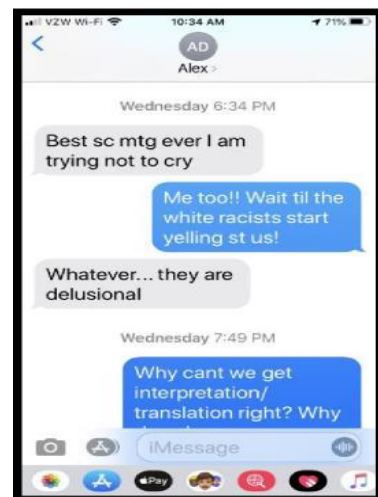 VZW Wi-Fi 10:34 AM 71%
AD
Alex >
Wednesday 6:34 PM
Best sc mtg ever I am
trying not to cry
Me too!! Wait til the
white racists start
yelling st us!
Whatever... they are
delusional
Wednesday 7:49 PM
Why cant we get
interpretation/
translation right? Why
iMessage
Pay